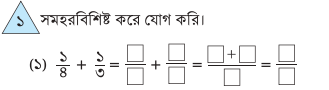 ১ সমহরবিশিষ্ট করে যোগ করি।
(১) ১/৪ + ১/৩ = □/□ + □/□ = □+□/□ = □/□